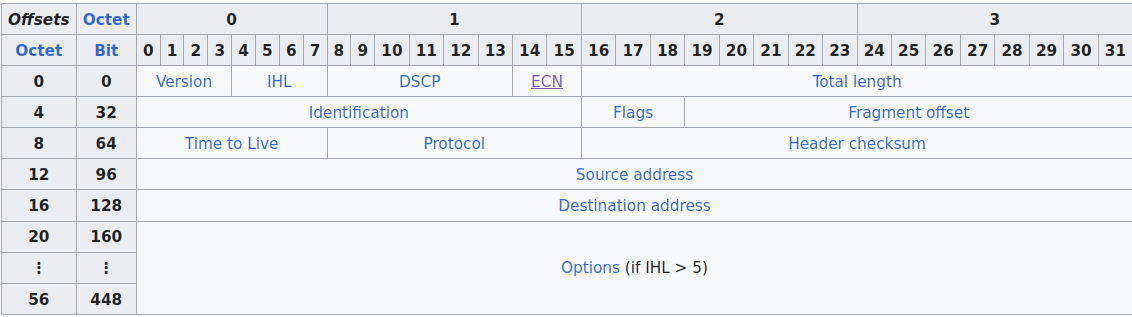 Offsets Octet 0 1 2 3
Octet Bit 0 1 2 3 4 5 6 7 8 9 10 11 12 13 14 15 16 17 18 19 20 21 22 23 24 25 26 27 28 29 30 31
0 0 Version IHL DSCP ECN Total length
4 32 Identification Flags Fragment offset
8 64 Time to Live Protocol Header checksum
12 96 Source address
16 128 Destination address
20 160
⋮ ⋮ Options (if IHL > 5)
56 448